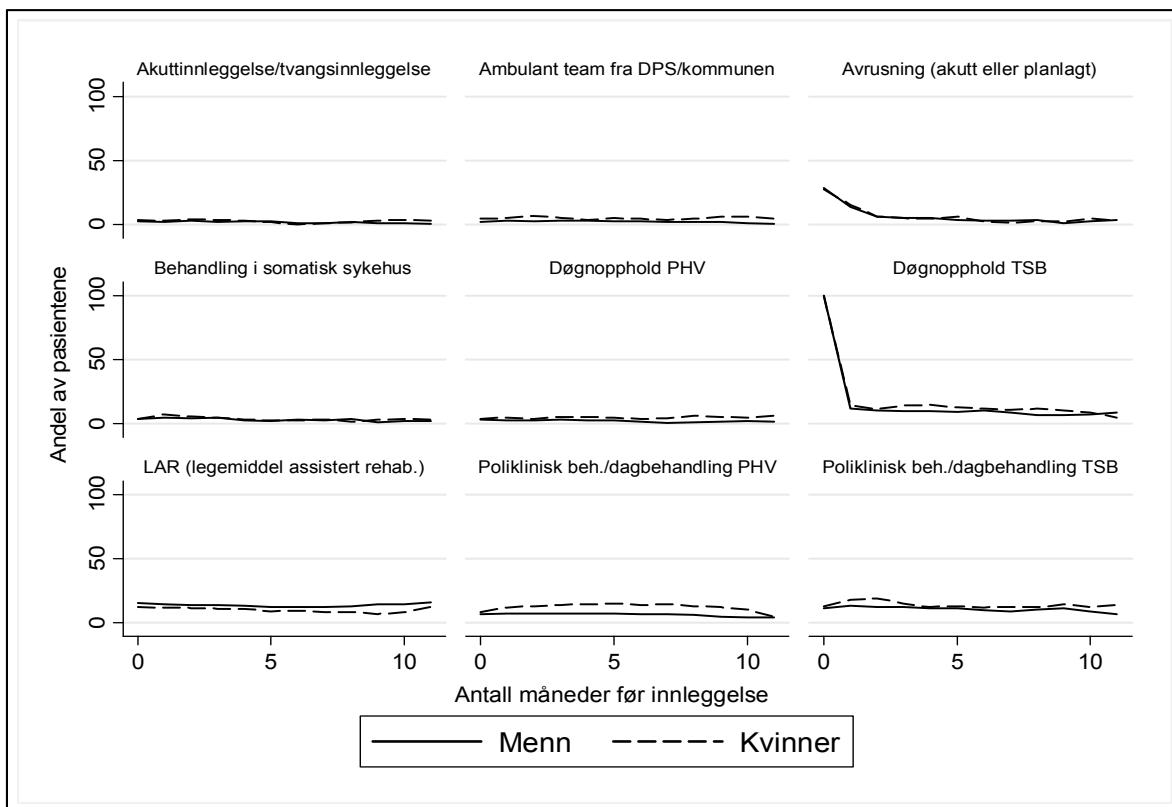 Akuttinnleggelse/tvangsinnleggelse
Ambulant team fra DPS/kommunen
Avrusning (akutt eller planlagt)
100
50
0
Behandling i somatisk sykehus
Døgnopphold PHV
Døgnopphold TSB
100
50
0
Andel av pasientene
LAR (legemiddel assistert rehab.)
Poliklinisk beh./dagbehandling PHV
Poliklinisk beh./dagbehandling TSB
100
50
0
0 5 10 0 5 10 0 5 10
Antall måneder før innleggelse
Menn Kvinner